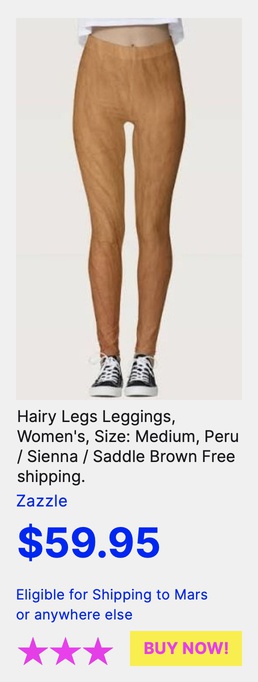 Hairy Legs Leggings,
Women's, Size: Medium, Peru
/ Sienna / Saddle Brown Free
shipping.
Zazzle
$59.95
Eligible for Shipping to Mars
or anywhere else
BUY NOW!